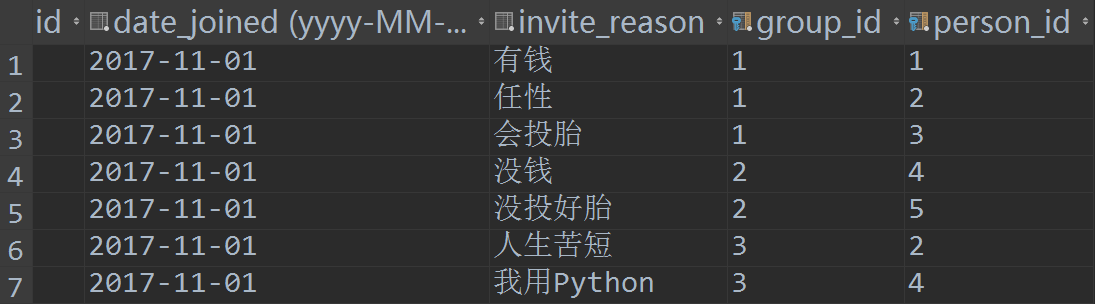 id date_joined (yyyy-MM-... invite_reason group_id person_id
1 2017-11-01 有钱 1 1
2 2017-11-01 任性 1 2
3 2017-11-01 会投胎 1 3
4 2017-11-01 没钱 2 4
5 2017-11-01 没投好胎 2 5
6 2017-11-01 人生苦短 3 2
7 2017-11-01 我用Python 3 4